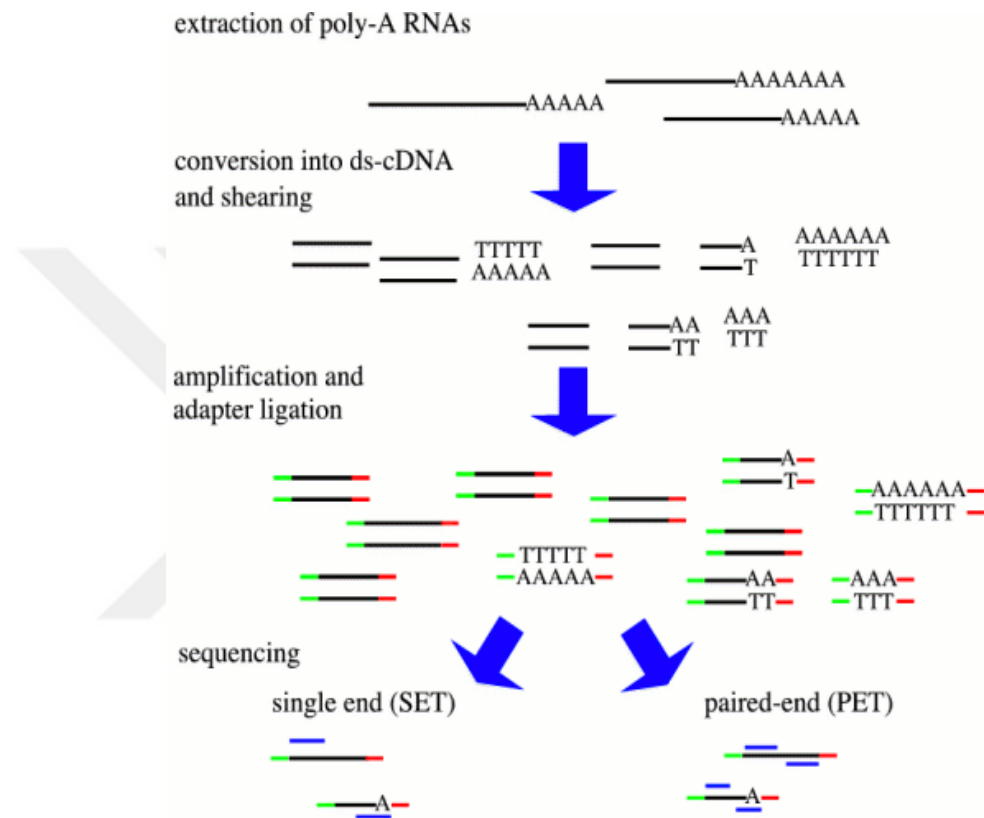 extraction of poly-A RNAs
AAAAAAA
AAAAA
AAAAA
conversion into ds-cDNA
and shearing
TTTTT
AAAAA
A
T
AAAAAA
TTTTTT
AA
TT
AAA
TTT
amplification and
adapter ligation
A
T
AAAAAA
TTTTTT
TTTTT
AAAAA
AA
TT
AAA
TTT
sequencing
single end (SET)
paired-end (PET)
A
A